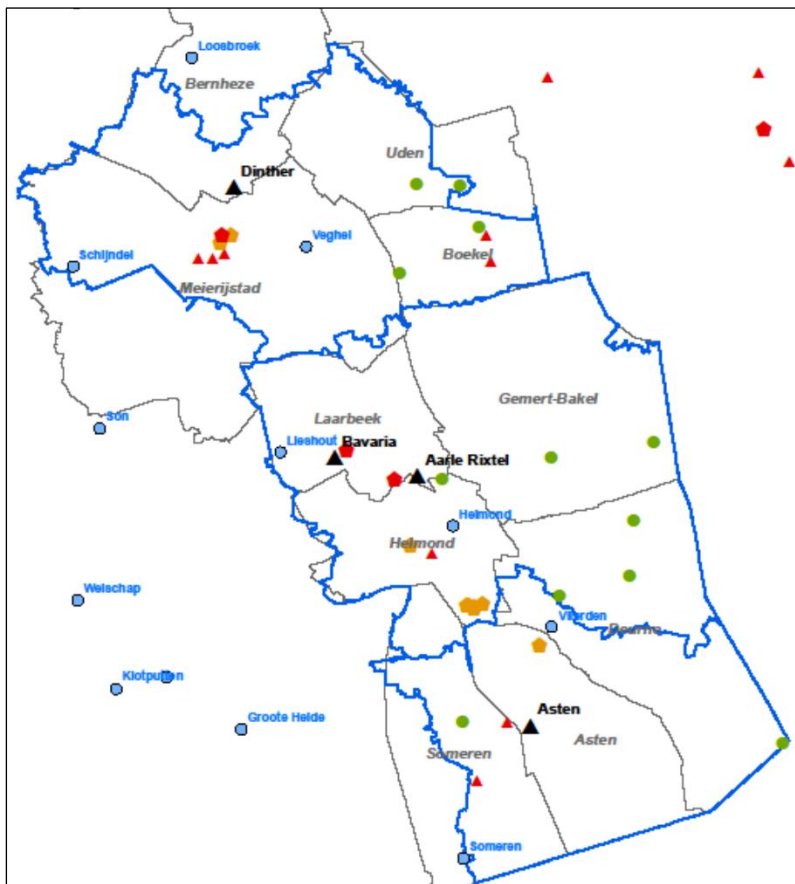 Loosbroek
Bernheze
Uden
Dinther
Veghel
Boekel
Schijndel
Meierijstad
Gemert-Bakel
Laarbeek
Son
Lieshout
Bavaria
Aarle Rixtel
Helmond
Helmond
Welschap
Vlierden
Deurne
Klotputten
Asten
Groote Heide
Someren
Asten
Someren